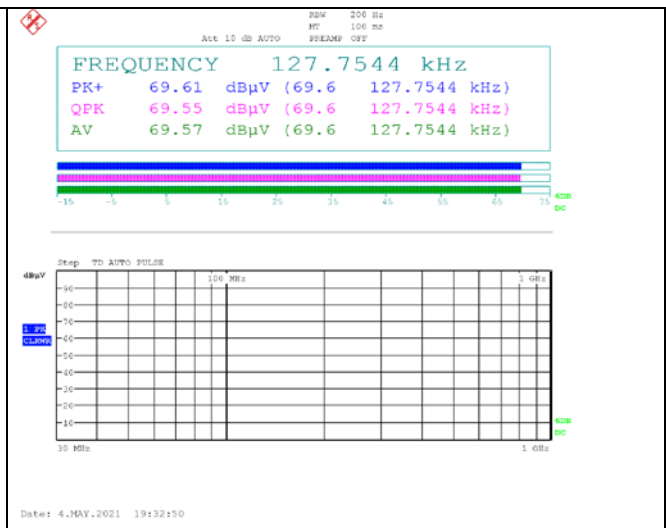 RBW 200 Hz
MT 100 ms
Att 10 dB AUTO PREAMP OFF
FREQUENCY 127.7544 kHz
PK+ 69.61 dBµV (69.6 127.7544 kHz)
QPK 69.55 dBµV (69.6 127.7544 kHz)
AV 69.57 dBµV (69.6 127.7544 kHz)
-15 -5 5 15 25 35 45 55 65 75
6DB
DC
Step TD AUTO PULSE
dBµV
100 MHz 1 GHz
90
80
70
1 PK
CLRWR
60
50
40
30
20
10
6DB
DC
30 MHz 1 GHz
Date: 4.MAY.2021 19:32:50